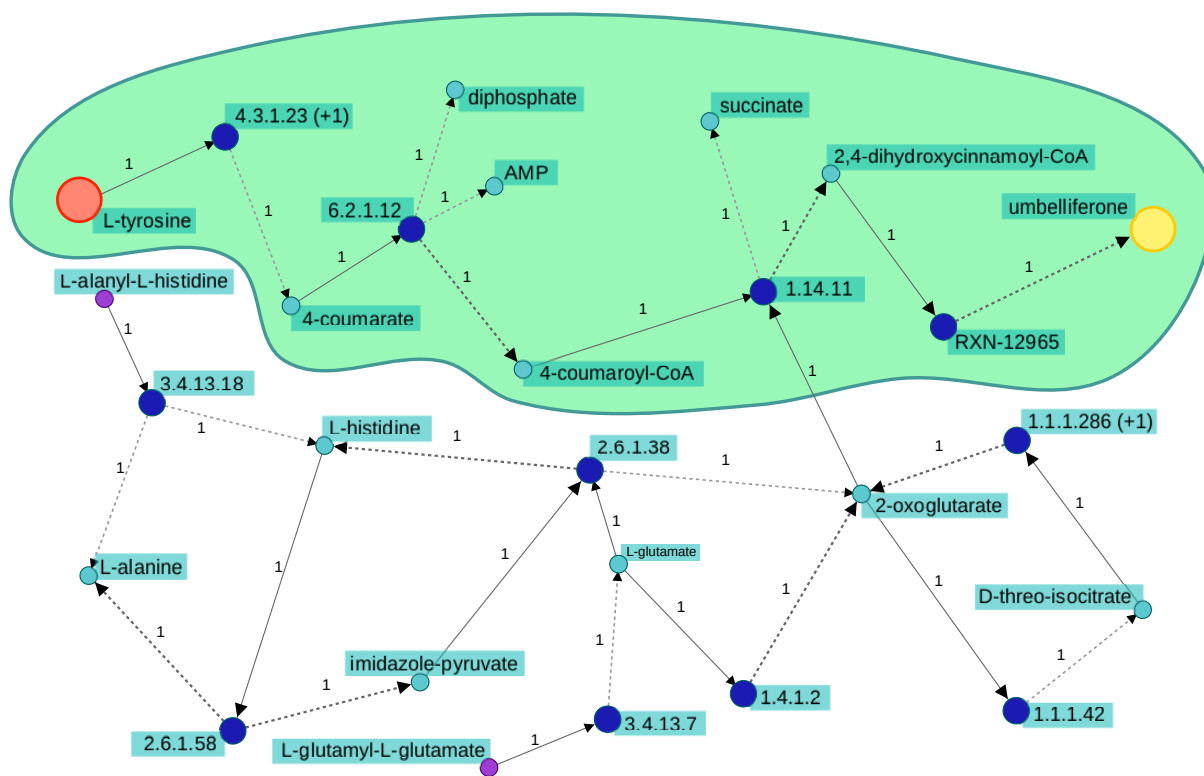 diphosphate
succinate
4.3.1.23 (+1)
1
1
2,4-dihydroxycinnamoyl-CoA
AMP
1
1
6.2.1.12
L-tyrosine
1
1
1
umbelliferone
1
1
L-alanyl-L-histidine
1
1
1.14.11
4-coumarate
1
1
RXN-12965
4-coumaroyl-CoA
1
3.4.13.18
1
L-histidine
1
2.6.1.38
1.1.1.286 (+1)
1
1
1
1
2-oxoglutarate
1
1
L-glutamate
1
1
L-alanine
1
1
1
D-threo-isocitrate
1
1
1
imidazole-pyruvate
1
1
1.4.1.2
2.6.1.58
L-glutamyl-L-glutamate
1
3.4.13.7
1.1.1.42